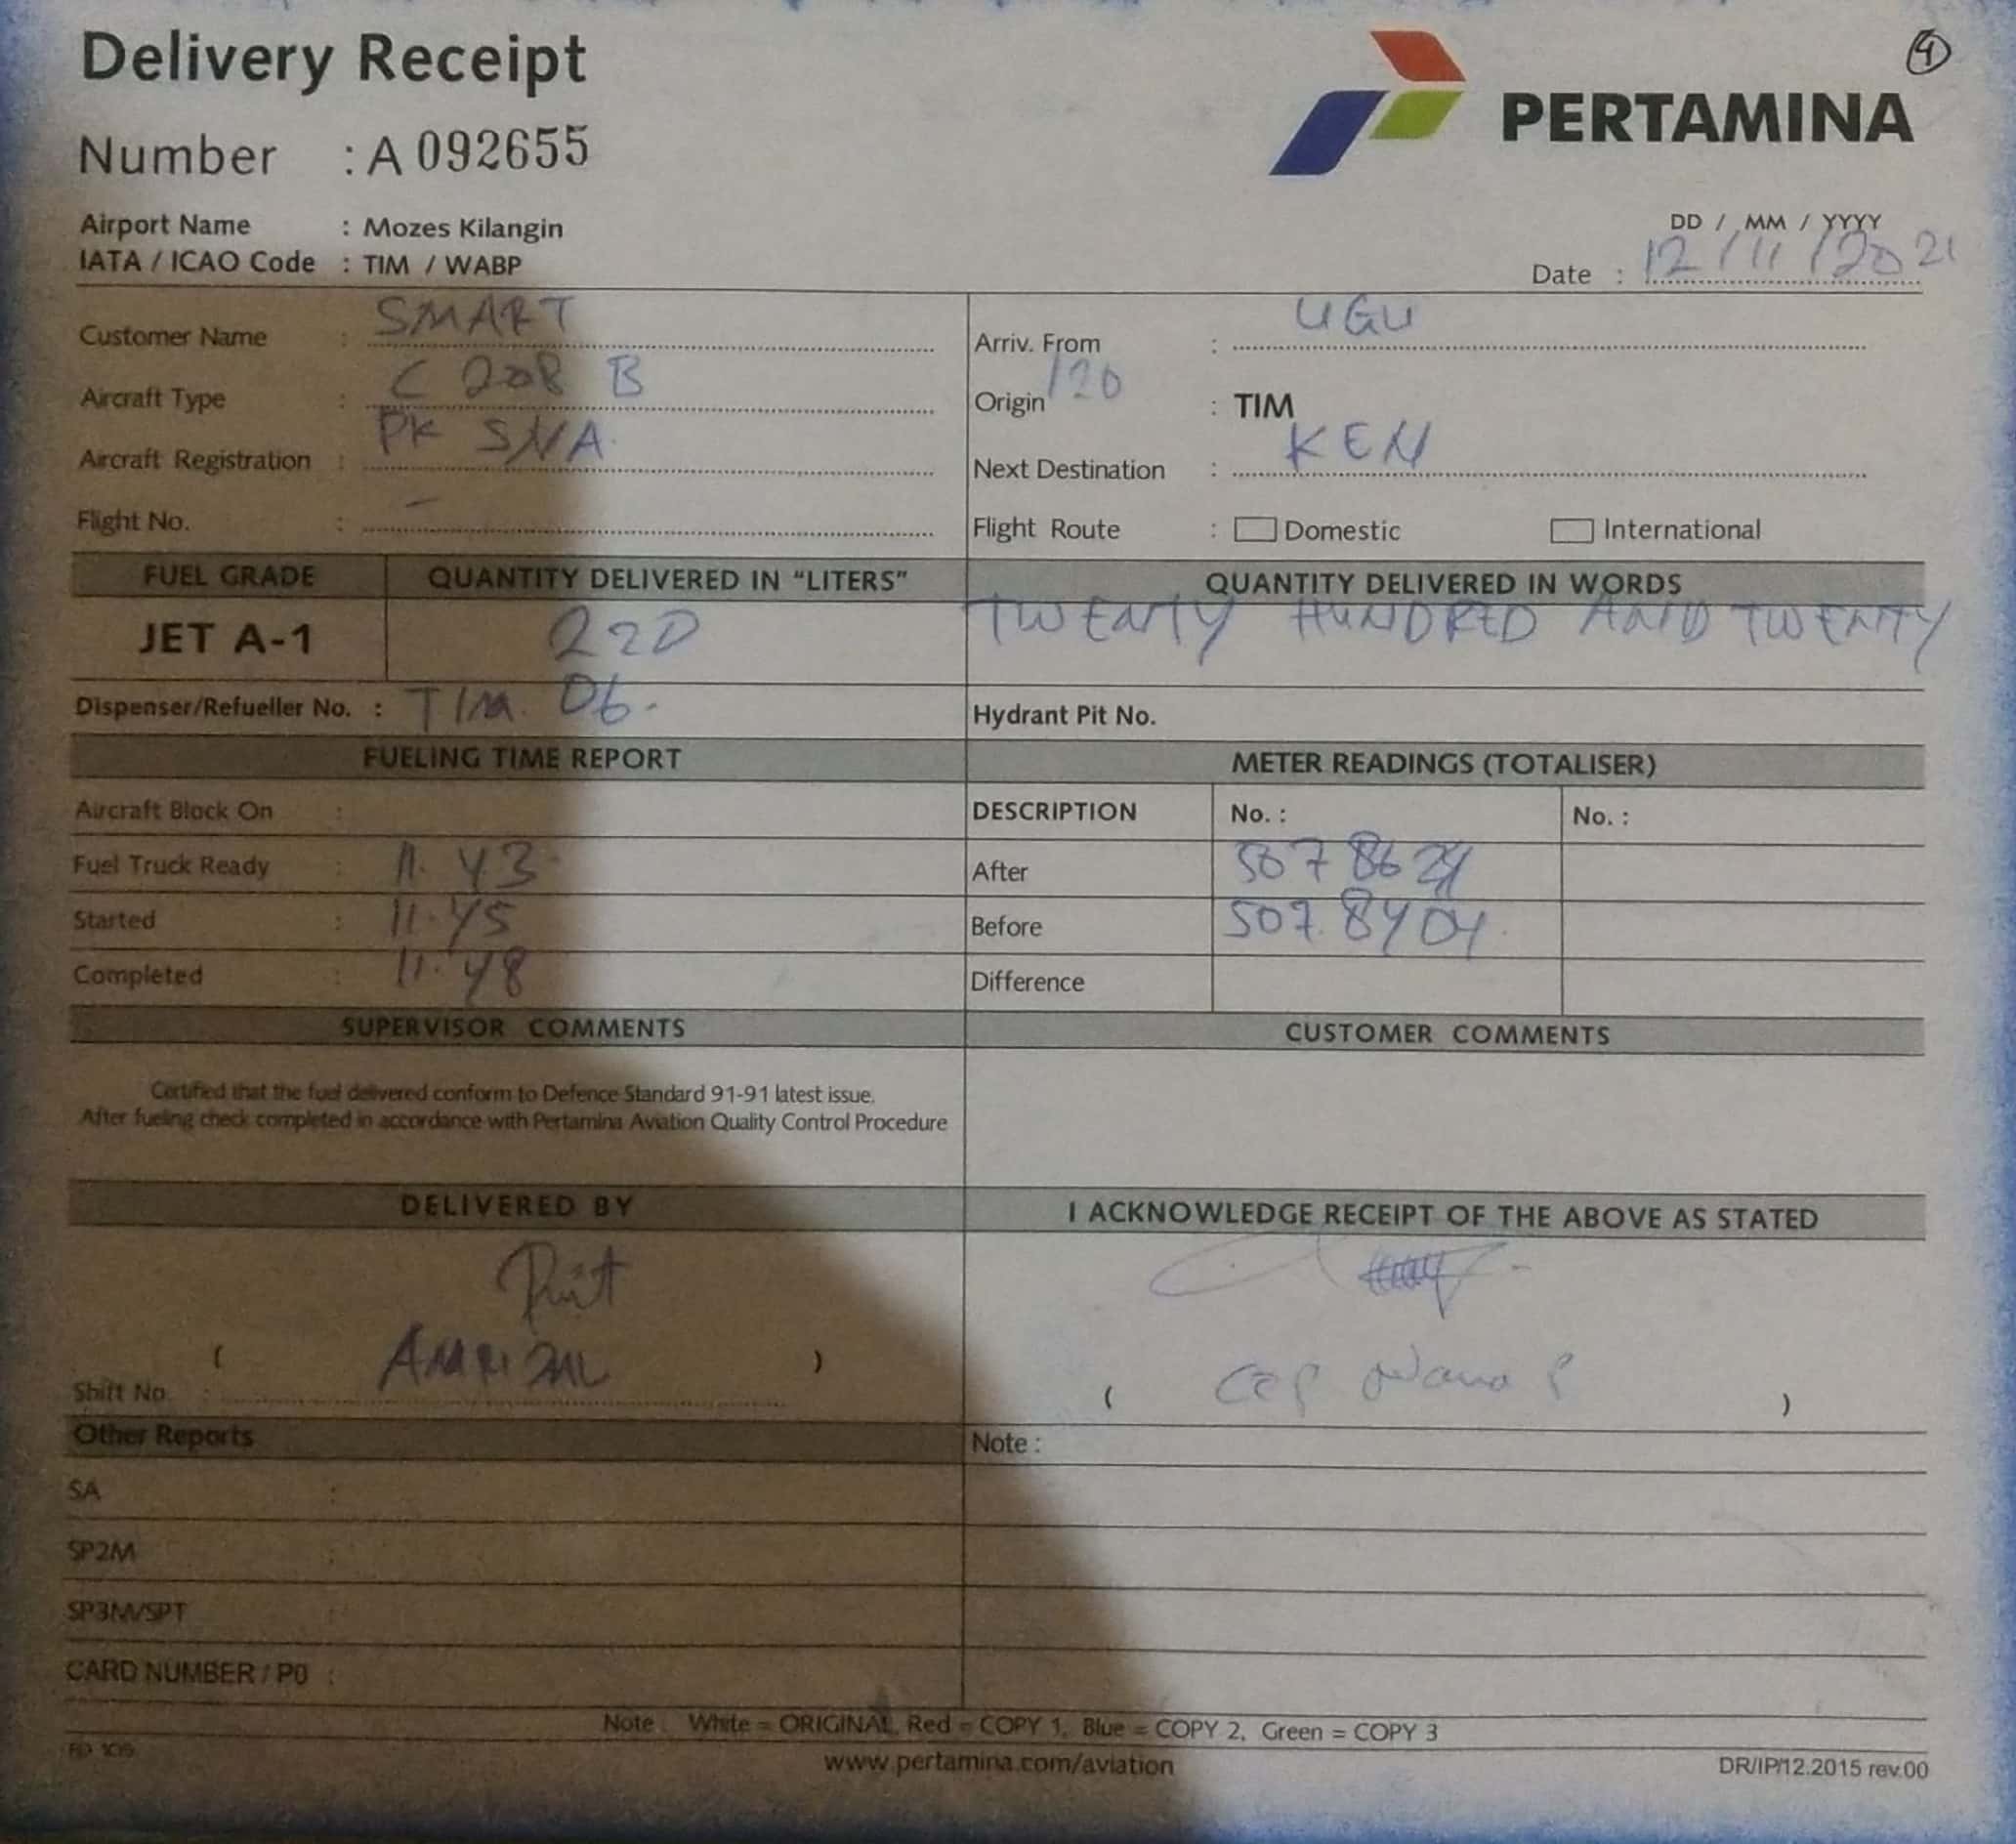 Delivery Receipt
4
PERTAMINA
Number : A 092655
Airport Name : Mozes Kilangin
IATA / ICAO Code : TIM / WABP
DD / MM / YYYY
Date : 12/11/2021
Customer Name : SMART
Arriv. From : UGU
Aircraft Type : C 208 B
Origin /20 : TIM
Aircraft Registration : PK SNA.
Next Destination : KEN
Flight No. : -
Flight Route : Domestic International
FUEL GRADE QUANTITY DELIVERED IN “LITERS” QUANTITY DELIVERED IN WORDS
JET A-1 220 TWENTY HUNDRED AND TWENTY
Dispenser/Refueller No. : TIM. 06.
Hydrant Pit No.
FUELING TIME REPORT METER READINGS (TOTALISER)
Aircraft Block On :
DESCRIPTION No. : No. :
Fuel Truck Ready : 11.43
After 5078624
Started : 11.45
Before 507.8404
Completed : 11.48
Difference
SUPERVISOR COMMENTS CUSTOMER COMMENTS
Certified that the fuel delivered conform to Defence Standard 91-91 latest issue.
After fueling check completed in accordance with Pertamina Aviation Quality Control Procedure
DELIVERED BY I ACKNOWLEDGE RECEIPT OF THE ABOVE AS STATED
( AMRIZAL )
Shift No :
( )
Other Reports Note :
SA :
SP2M :
SP3M/SPT :
CARD NUMBER / P0 :
Note : White = ORIGINAL, Red = COPY 1, Blue = COPY 2, Green = COPY 3
www.pertamina.com/aviation
DR/IP/12.2015 rev.00